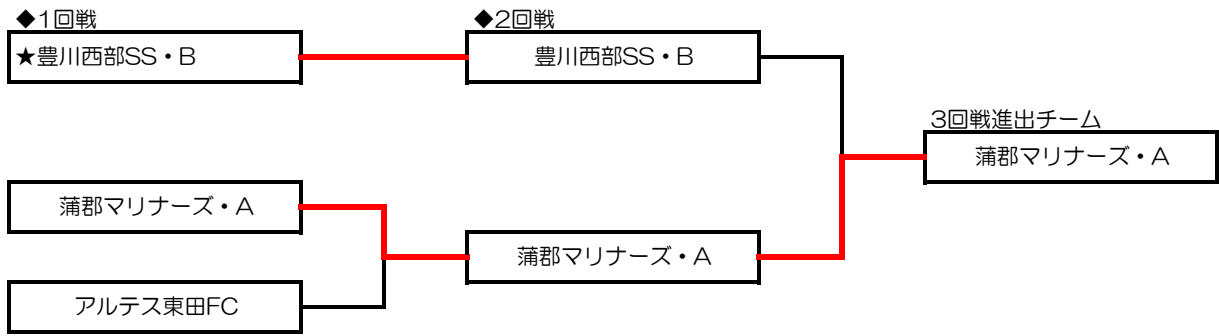 ◆1回戦
◆2回戦
★豊川西部SS・B
豊川西部SS・B
3回戦進出チーム
蒲郡マリナーズ・A
蒲郡マリナーズ・A
蒲郡マリナーズ・A
アルテス東田FC